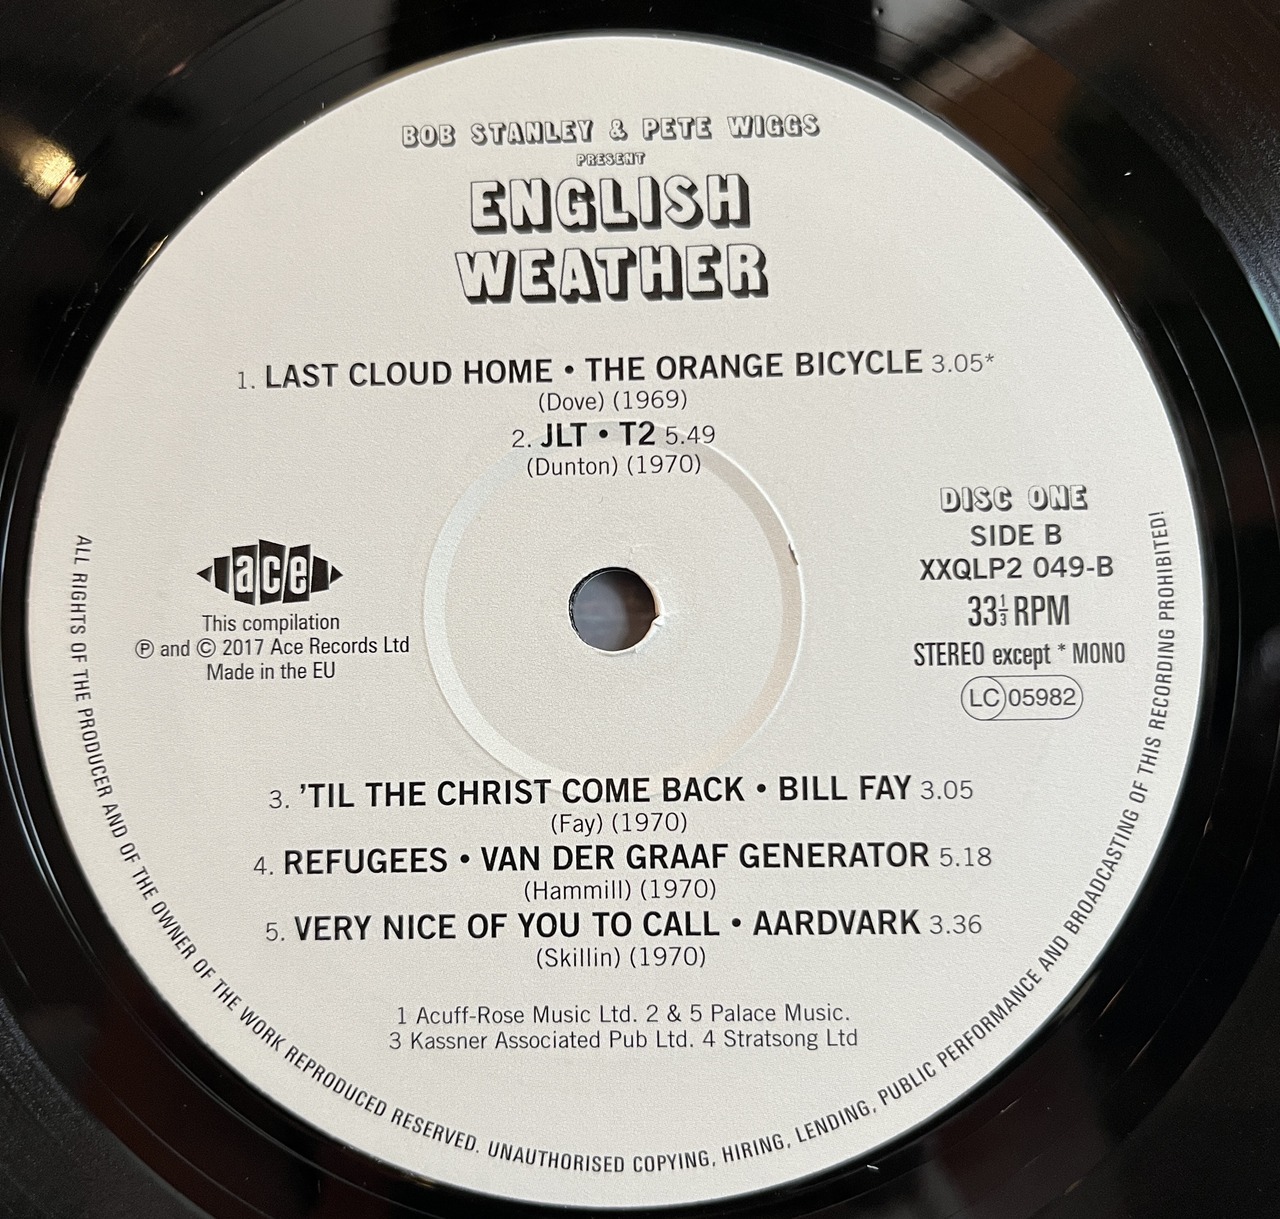 BOB STANLEY & PETE WIGGS
PRESENT
ENGLISH
WEATHER
1. LAST CLOUD HOME • THE ORANGE BICYCLE 3.05*
(Dove) (1969)
2. JLT • T2 5.49
(Dunton) (1970)
ace
This compilation
Ⓟ and © 2017 Ace Records Ltd
Made in the EU
DISC ONE
SIDE B
XXQLP2 049-B
33⅓ RPM
STEREO except * MONO
LC 05982
3. ’TIL THE CHRIST COME BACK • BILL FAY 3.05
(Fay) (1970)
4. REFUGEES • VAN DER GRAAF GENERATOR 5.18
(Hammill) (1970)
5. VERY NICE OF YOU TO CALL • AARDVARK 3.36
(Skillin) (1970)
1 Acuff-Rose Music Ltd. 2 & 5 Palace Music.
3 Kassner Associated Pub Ltd. 4 Stratsong Ltd
ALL RIGHTS OF THE PRODUCER AND OF THE OWNER OF THE WORK REPRODUCED RESERVED. UNAUTHORISED COPYING, HIRING, LENDING, PUBLIC PERFORMANCE AND BROADCASTING OF THIS RECORDING PROHIBITED!